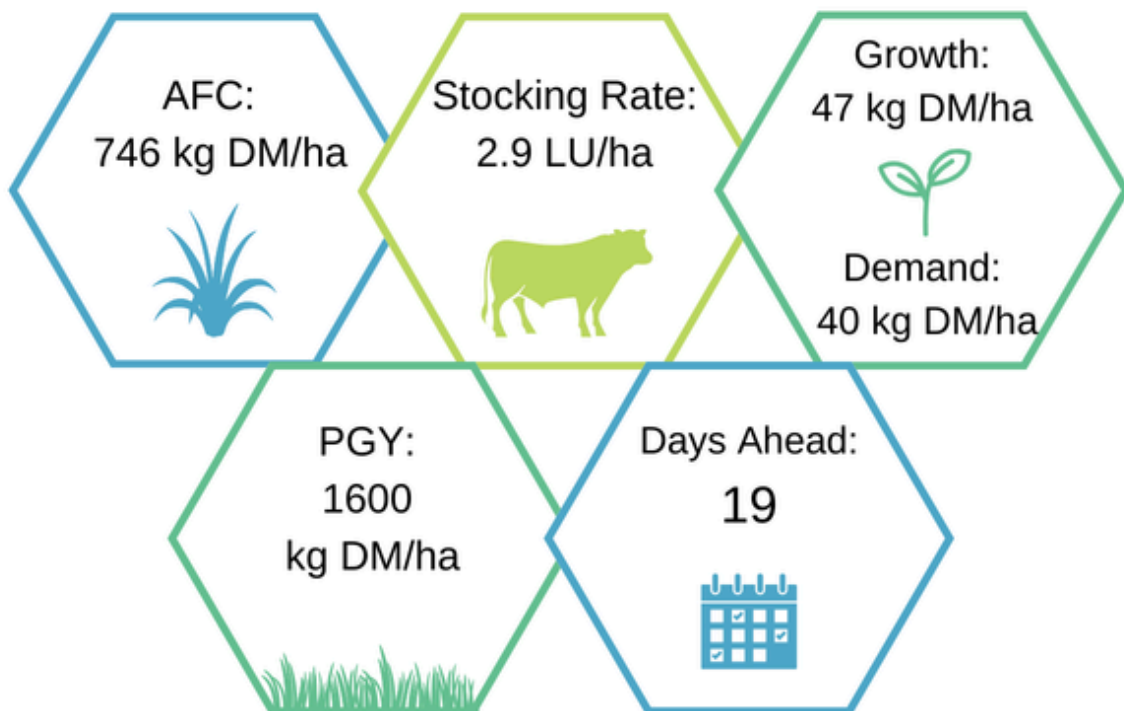 AFC:
746 kg DM/ha
Stocking Rate:
2.9 LU/ha
Growth:
47 kg DM/ha
Demand:
40 kg DM/ha
PGY:
1600
kg DM/ha
Days Ahead:
19